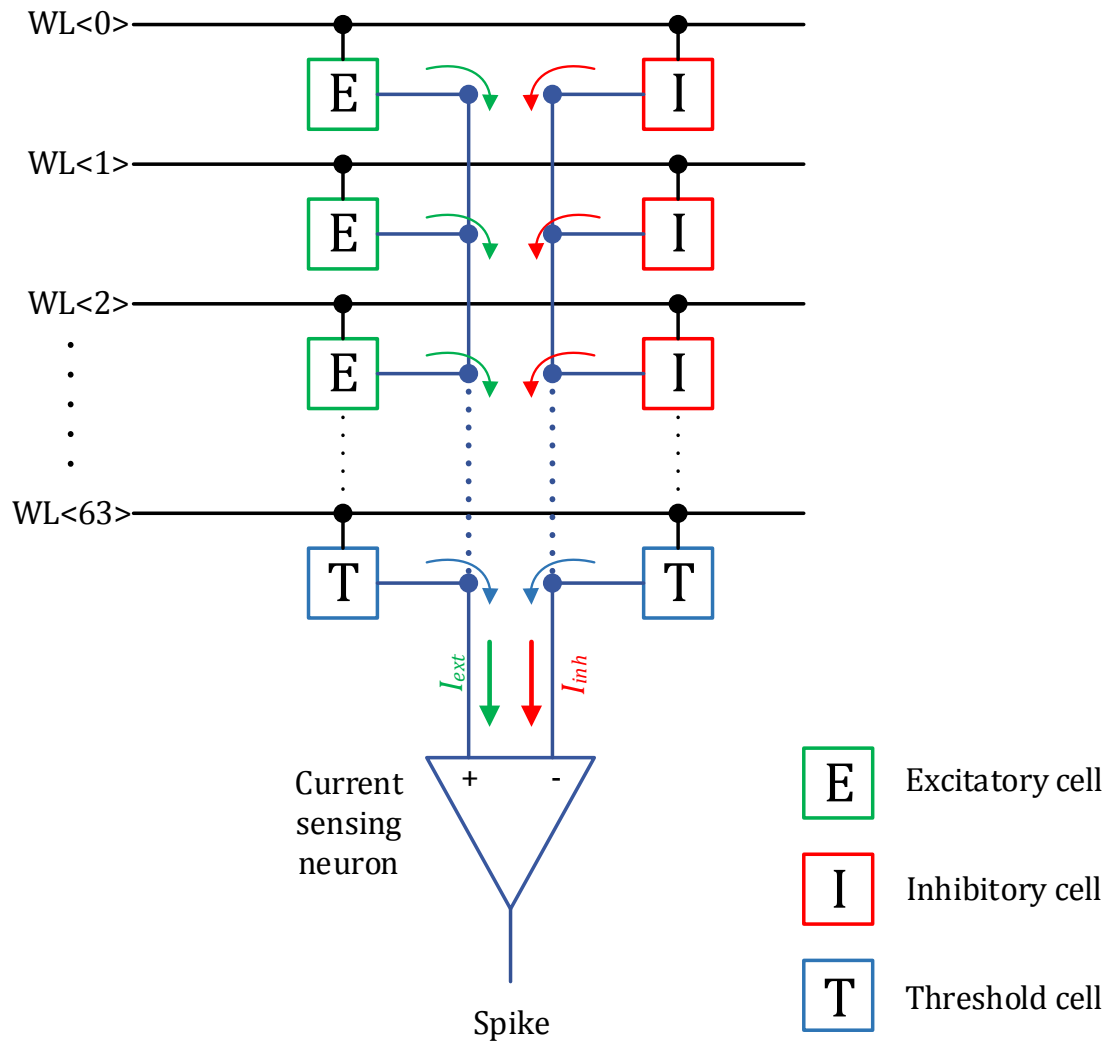 WL<0>
E
I
WL<1>
E
I
WL<2>
E
I
WL<63>
T
T
I_ext
I_inh
+
-
Current
sensing
neuron
Spike
E
Excitatory cell
I
Inhibitory cell
T
Threshold cell